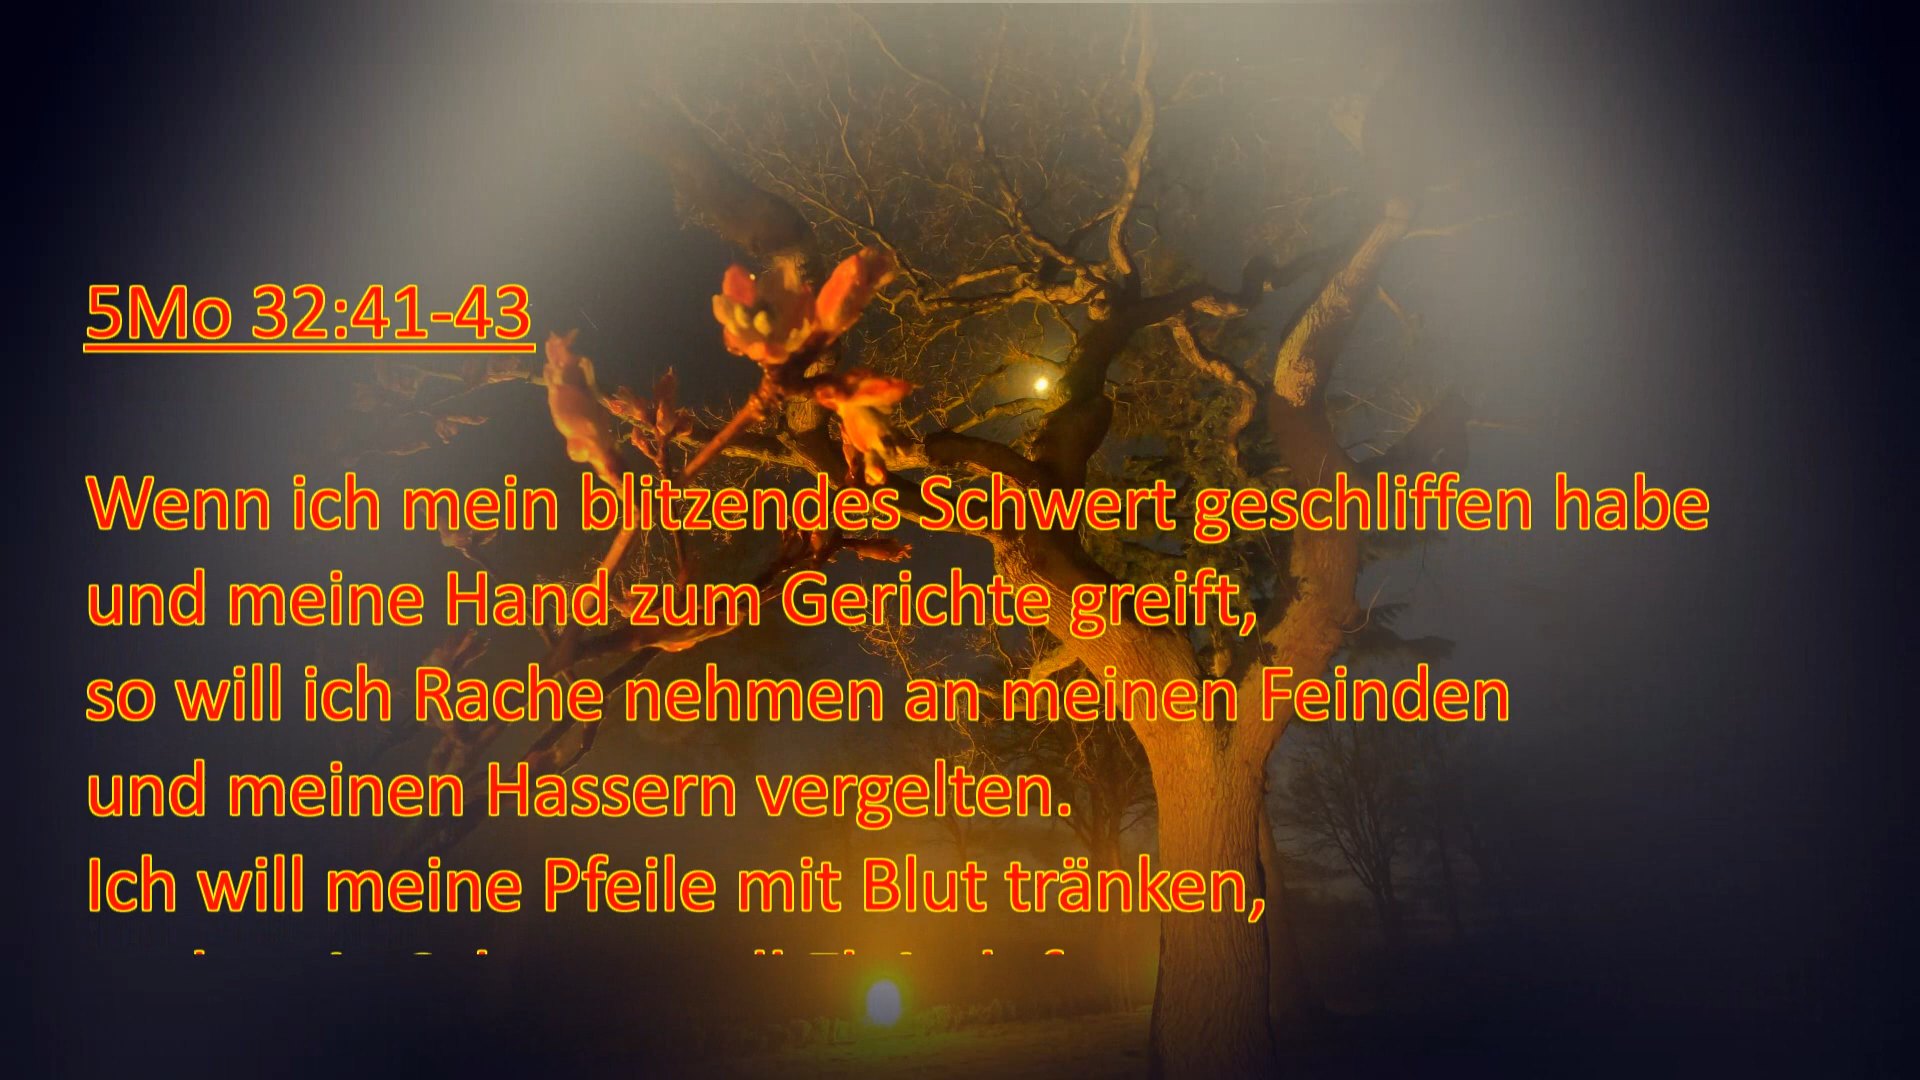 5Mo 32:41-43
Wenn ich mein blitzendes Schwert geschliffen habe
und meine Hand zum Gerichte greift,
so will ich Rache nehmen an meinen Feinden
und meinen Hassern vergelten.
Ich will meine Pfeile mit Blut tränken,